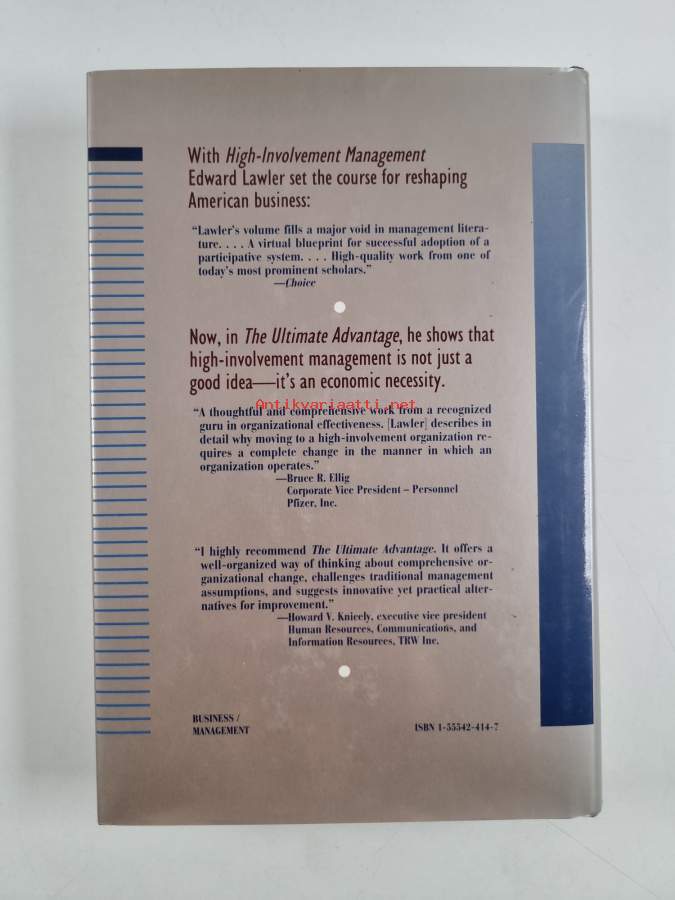 With High-Involvement Management
Edward Lawler set the course for reshaping
American business:
“Lawler’s volume fills a major void in management litera-
ture. . . . A virtual blueprint for successful adoption of a
participative system. . . . High-quality work from one of
today’s most prominent scholars.”
—Choice
Now, in The Ultimate Advantage, he shows that
high-involvement management is not just a
good idea—it’s an economic necessity.
Antikvariaatti.net
“A thoughtful and comprehensive work from a recognized
guru in organizational effectiveness. [Lawler] describes in
detail why moving to a high-involvement organization re-
quires a complete change in the manner in which an
organization operates.”
—Bruce R. Ellig
Corporate Vice President – Personnel
Pfizer, Inc.
“I highly recommend The Ultimate Advantage. It offers a
well-organized way of thinking about comprehensive or-
ganizational change, challenges traditional management
assumptions, and suggests innovative yet practical alter-
natives for improvement.”
—Howard V. Knicely, executive vice president
Human Resources, Communications, and
Information Resources, TRW Inc.
BUSINESS /
MANAGEMENT
ISBN 1-55542-414-7